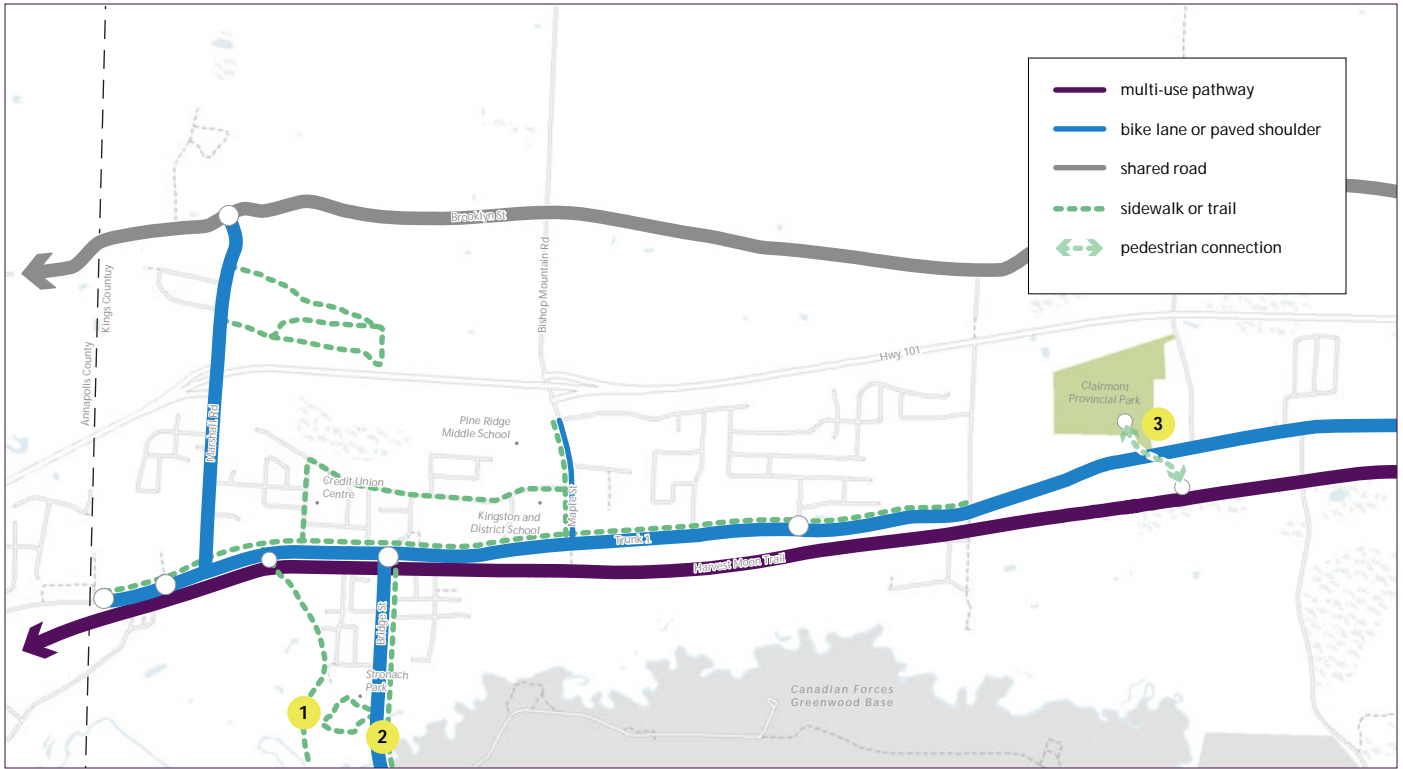 multi-use pathway
bike lane or paved shoulder
shared road
sidewalk or trail
pedestrian connection
Brooklyn St
Kings Countuy
Annapolis County
Bishop Mountain Rd
Hwy 101
Marshall Rd
Pine Ridge
Middle School
Clairmont
Provincial Park
3
Credit Union
Centre
Kingston and
District School
Maple St
Trunk 1
Harvest Moon Trail
Bridge St
Stronach
Park
Canadian Forces
Greenwood Base
1
2